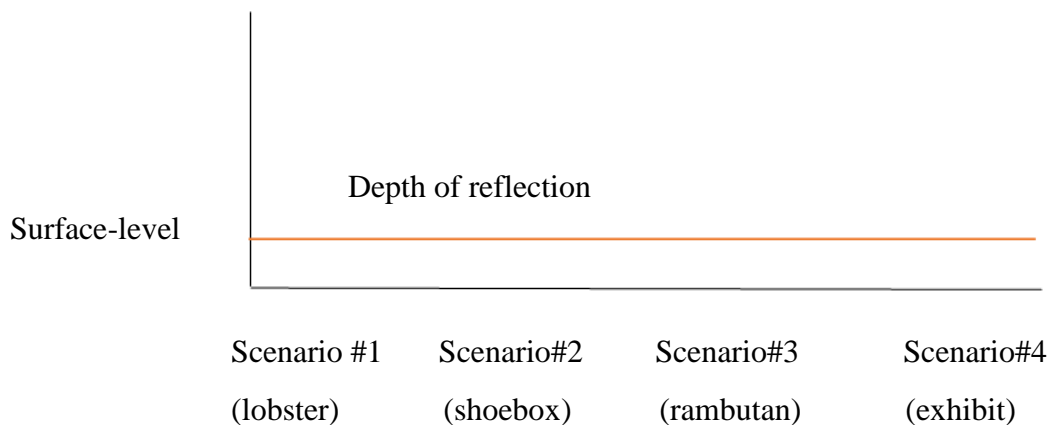 Depth of reflection
Surface-level
Scenario #1 Scenario#2 Scenario#3 Scenario#4
(lobster) (shoebox) (rambutan) (exhibit)